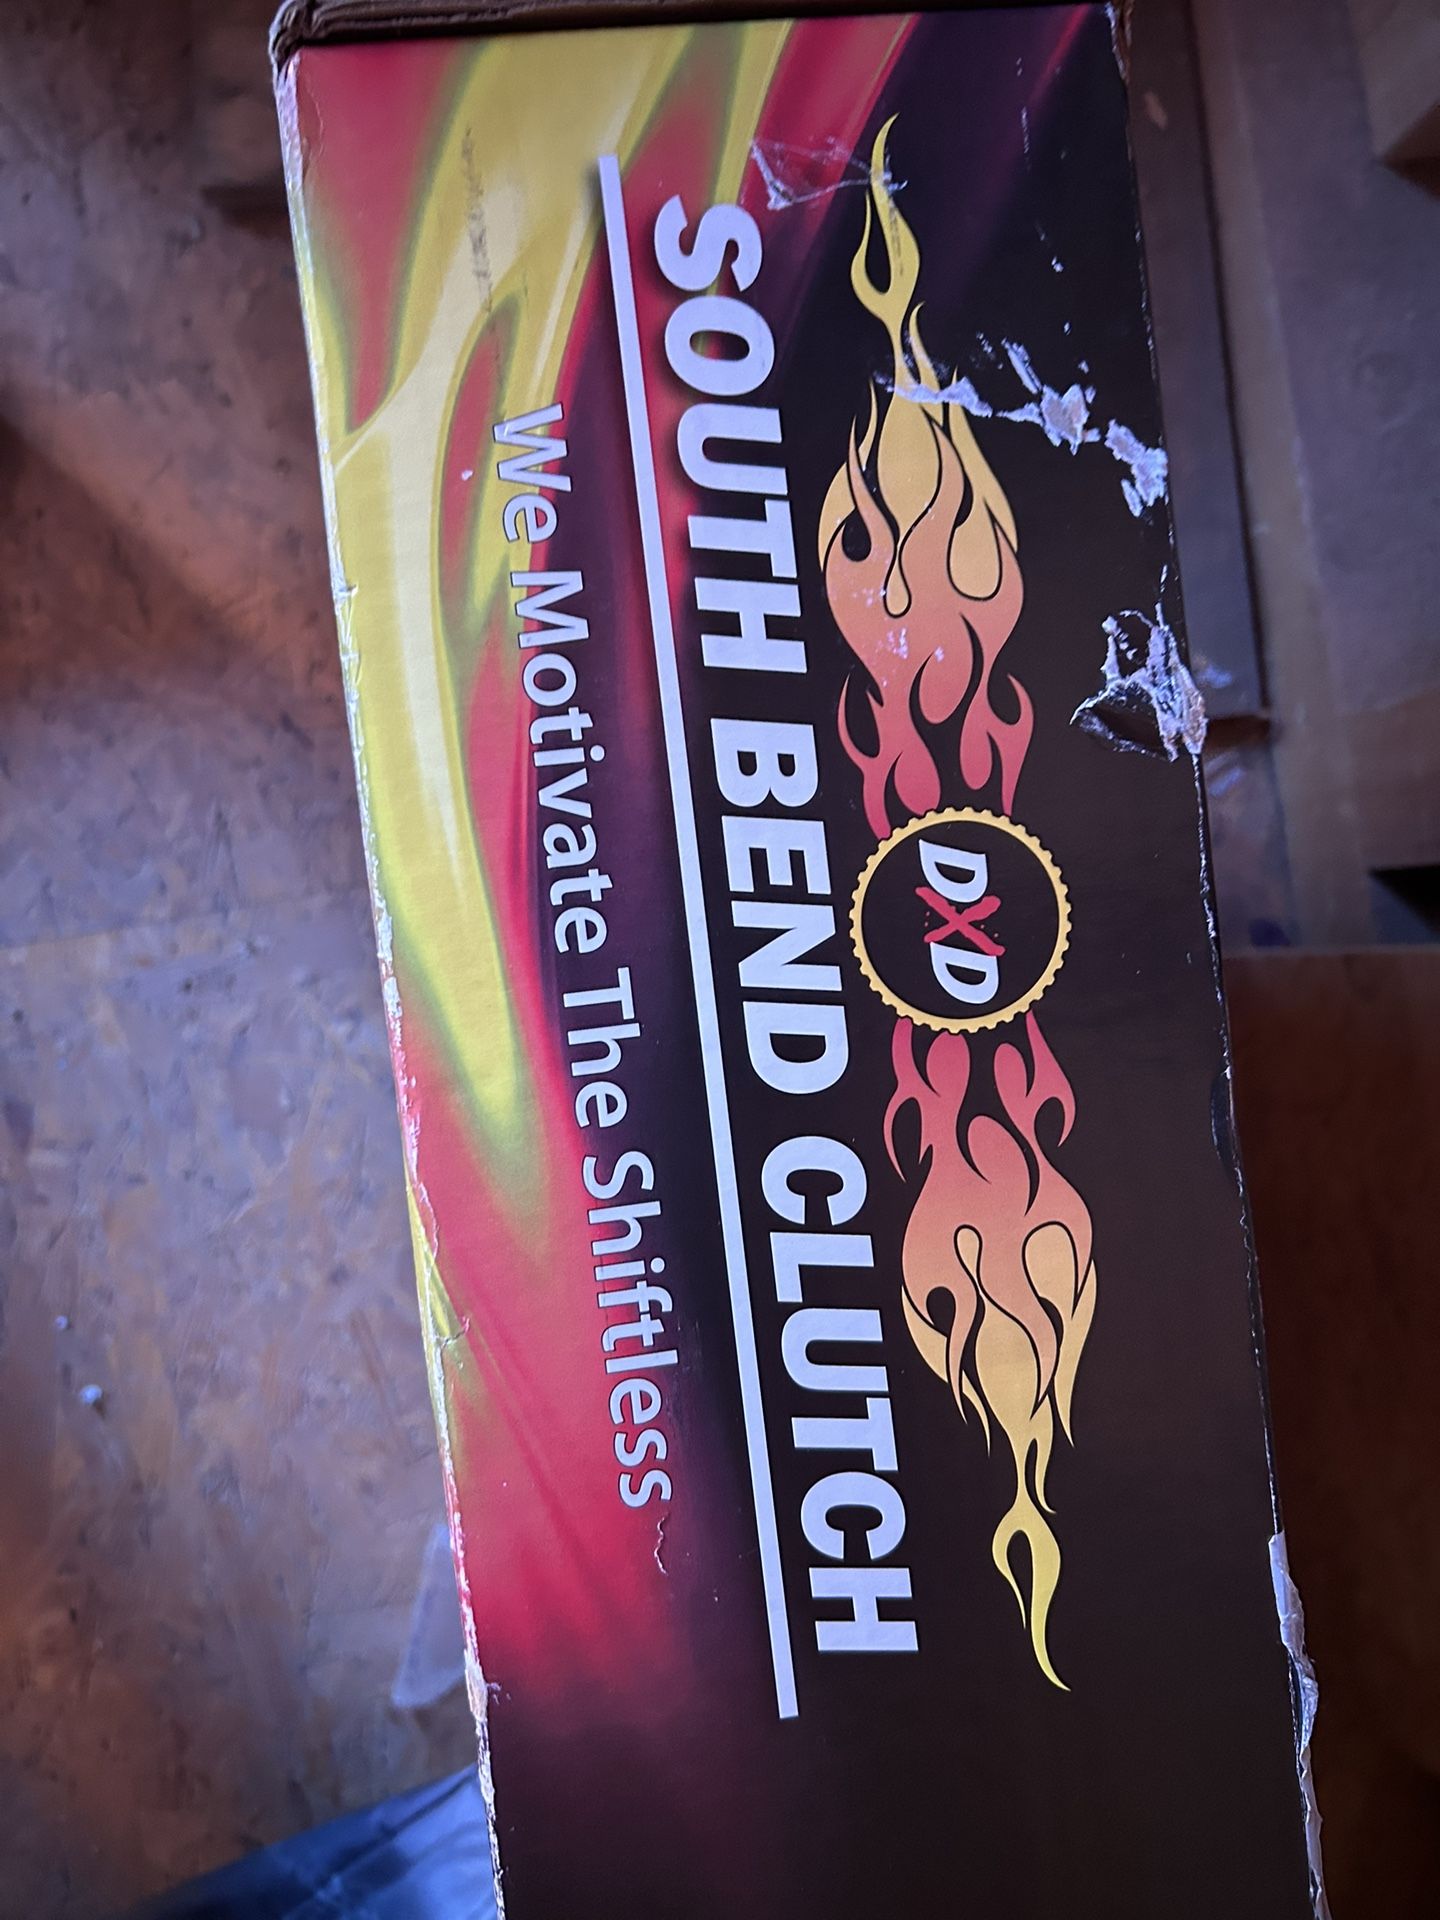 DXD
SOUTH BEND CLUTCH
We Motivate The Shiftless